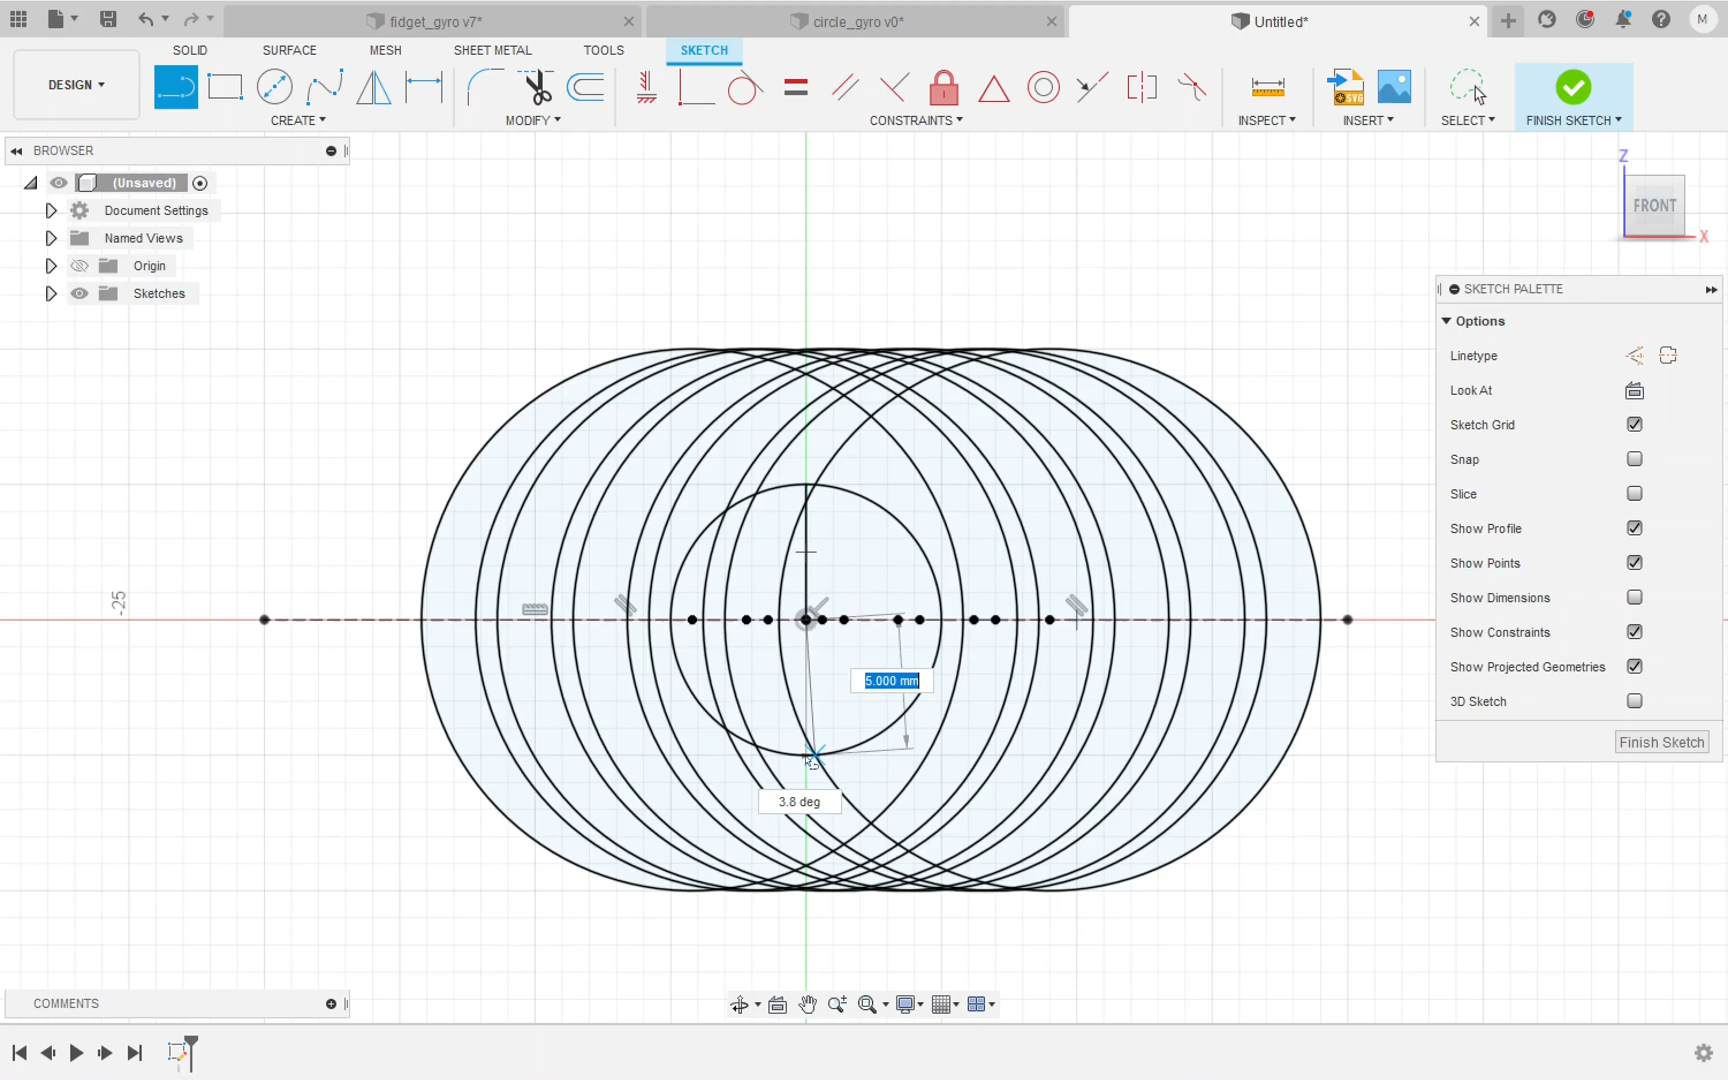 fidget_gyro v7*
circle_gyro v0*
Untitled*
M
DESIGN
SOLID
SURFACE
MESH
SHEET METAL
TOOLS
SKETCH
SVG
CREATE
MODIFY
CONSTRAINTS
INSPECT
INSERT
SELECT
FINISH SKETCH
BROWSER
(Unsaved)
Document Settings
Named Views
Origin
Sketches
Z
FRONT
X
SKETCH PALETTE
Options
Linetype
Look At
Sketch Grid
Snap
Slice
Show Profile
Show Points
Show Dimensions
Show Constraints
Show Projected Geometries
3D Sketch
Finish Sketch
-25
5.000 mm
3.8 deg
COMMENTS